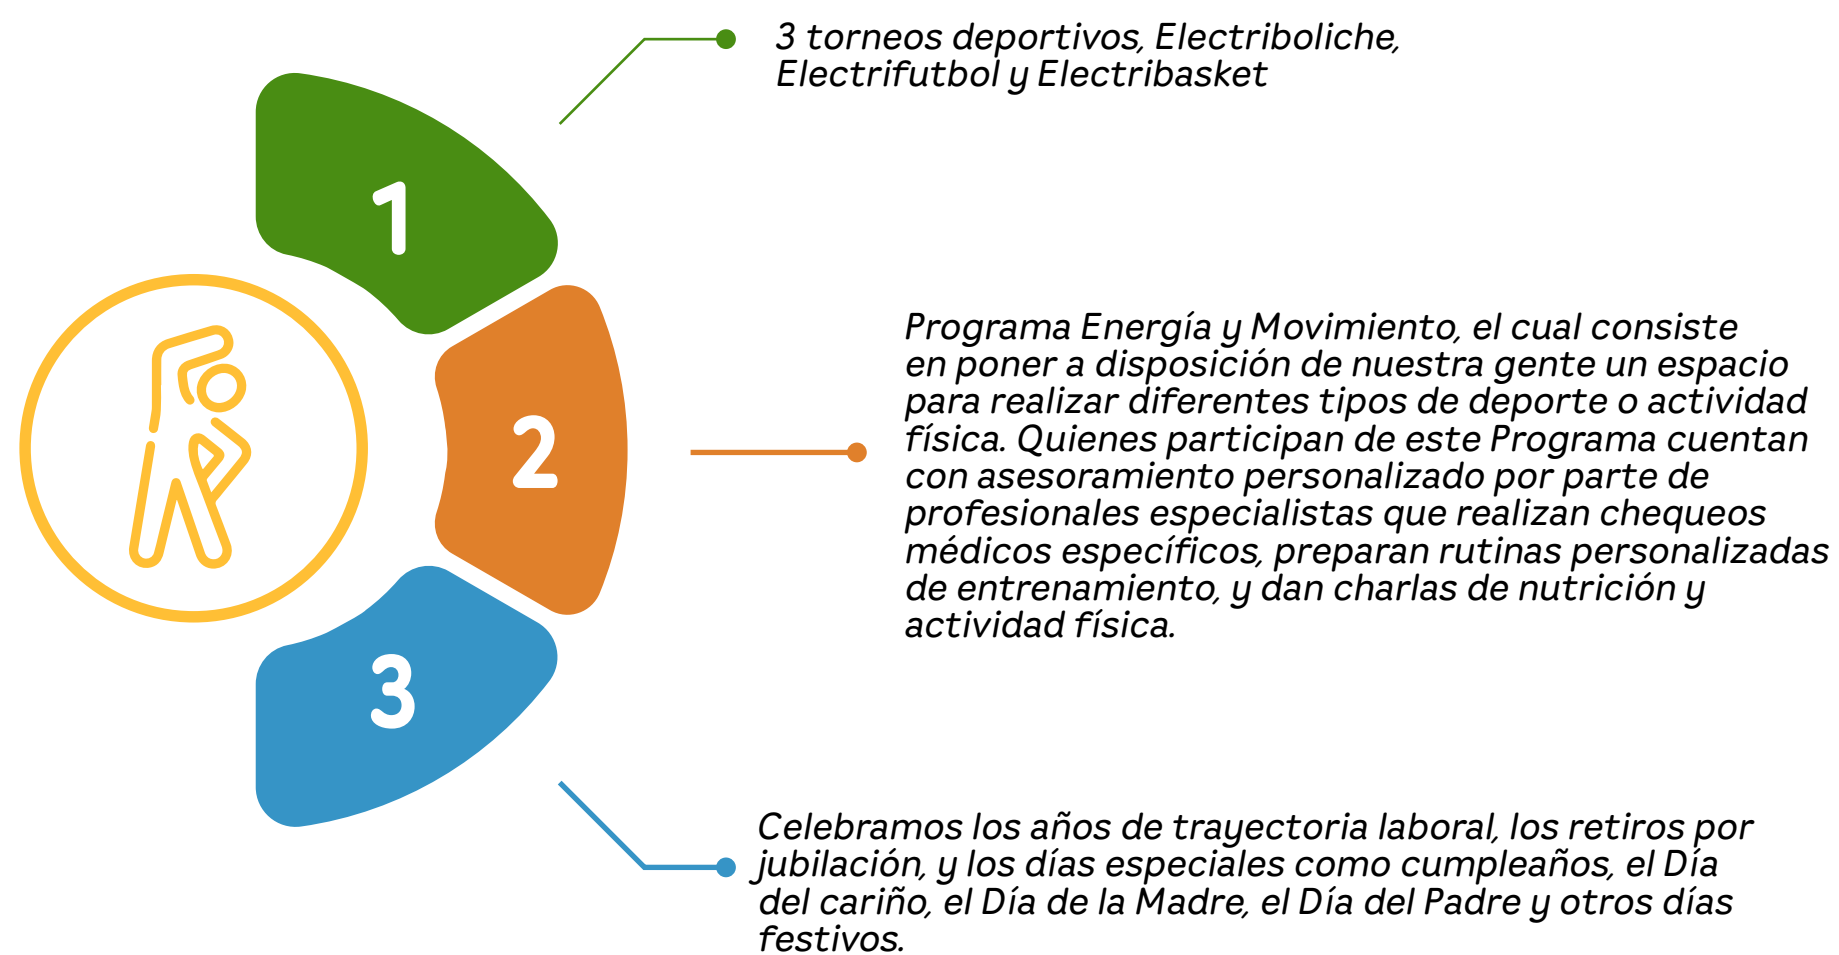 3 torneos deportivos, Electriboliche,
Electrifutbol y Electribasket
1
Programa Energía y Movimiento, el cual consiste
en poner a disposición de nuestra gente un espacio
para realizar diferentes tipos de deporte o actividad
física. Quienes participan de este Programa cuentan
con asesoramiento personalizado por parte de
profesionales especialistas que realizan chequeos
médicos específicos, preparan rutinas personalizadas
de entrenamiento, y dan charlas de nutrición y
actividad física.
2
3
Celebramos los años de trayectoria laboral, los retiros por
jubilación, y los días especiales como cumpleaños, el Día
del cariño, el Día de la Madre, el Día del Padre y otros días
festivos.